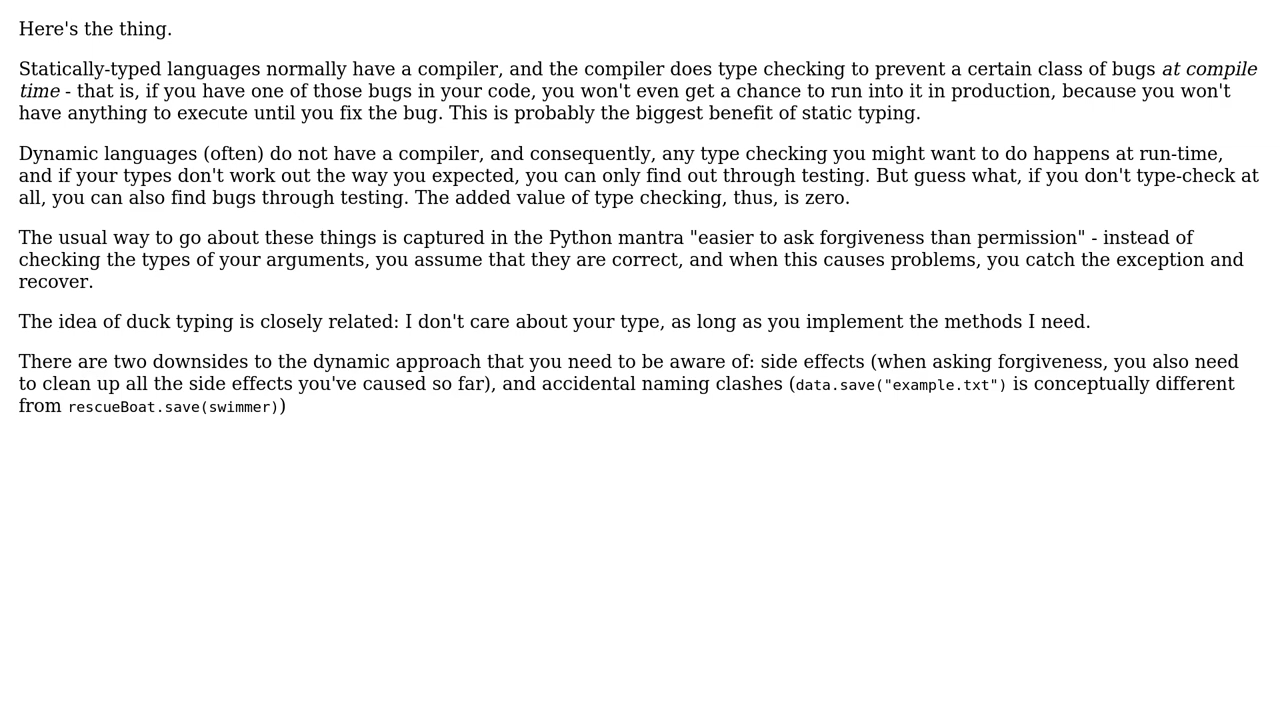 Here's the thing.
Statically-typed languages normally have a compiler, and the compiler does type checking to prevent a certain class of bugs at compile
time - that is, if you have one of those bugs in your code, you won't even get a chance to run into it in production, because you won't
have anything to execute until you fix the bug. This is probably the biggest benefit of static typing.
Dynamic languages (often) do not have a compiler, and consequently, any type checking you might want to do happens at run-time,
and if your types don't work out the way you expected, you can only find out through testing. But guess what, if you don't type-check at
all, you can also find bugs through testing. The added value of type checking, thus, is zero.
The usual way to go about these things is captured in the Python mantra "easier to ask forgiveness than permission" - instead of
checking the types of your arguments, you assume that they are correct, and when this causes problems, you catch the exception and
recover.
The idea of duck typing is closely related: I don't care about your type, as long as you implement the methods I need.
There are two downsides to the dynamic approach that you need to be aware of: side effects (when asking forgiveness, you also need
to clean up all the side effects you've caused so far), and accidental naming clashes (data.save("example.txt") is conceptually different
from rescueBoat.save(swimmer))